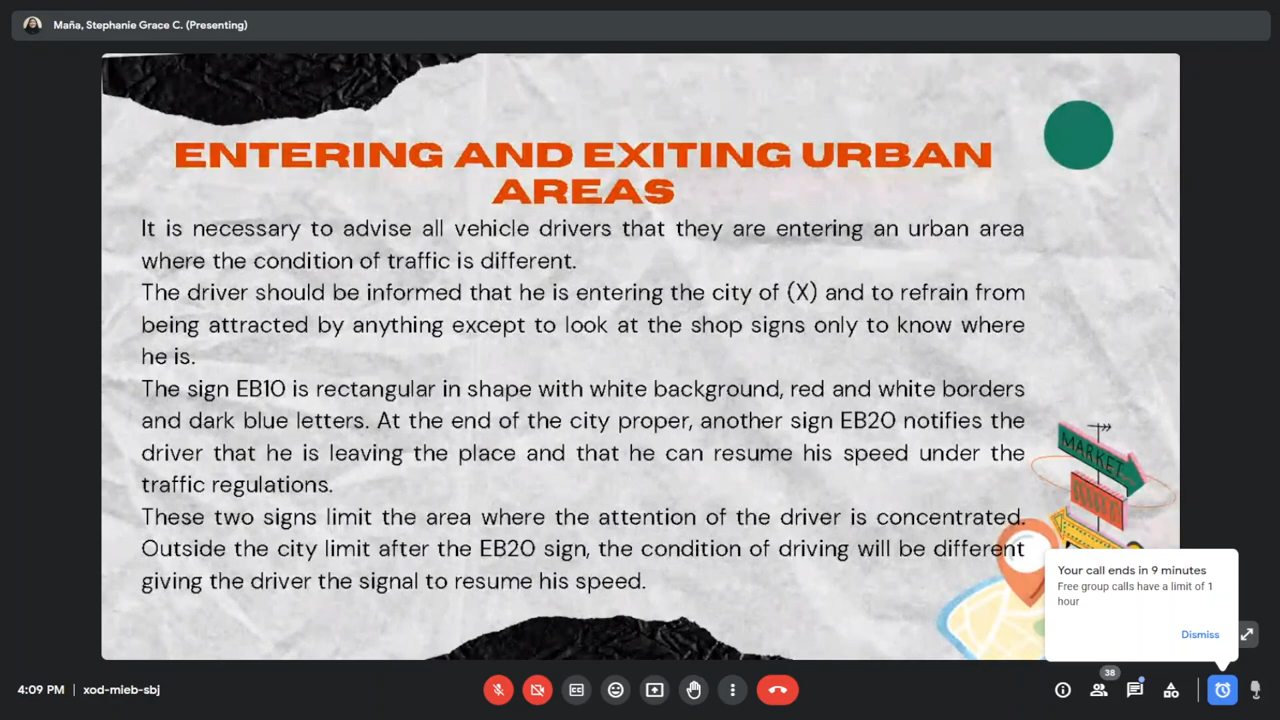 Maña, Stephanie Grace C. (Presenting)
ENTERING AND EXITING URBAN
AREAS
It is necessary to advise all vehicle drivers that they are entering an urban area
where the condition of traffic is different.
The driver should be informed that he is entering the city of (X) and to refrain from
being attracted by anything except to look at the shop signs only to know where
he is.
The sign EB10 is rectangular in shape with white background, red and white borders
and dark blue letters. At the end of the city proper, another sign EB20 notifies the
driver that he is leaving the place and that he can resume his speed under the
traffic regulations.
These two signs limit the area where the attention of the driver is concentrated.
Outside the city limit after the EB20 sign, the condition of driving will be different
giving the driver the signal to resume his speed.
MARKET
Your call ends in 9 minutes
Free group calls have a limit of 1
hour
Dismiss
38
4:09 PM | xod-mleb-sbj